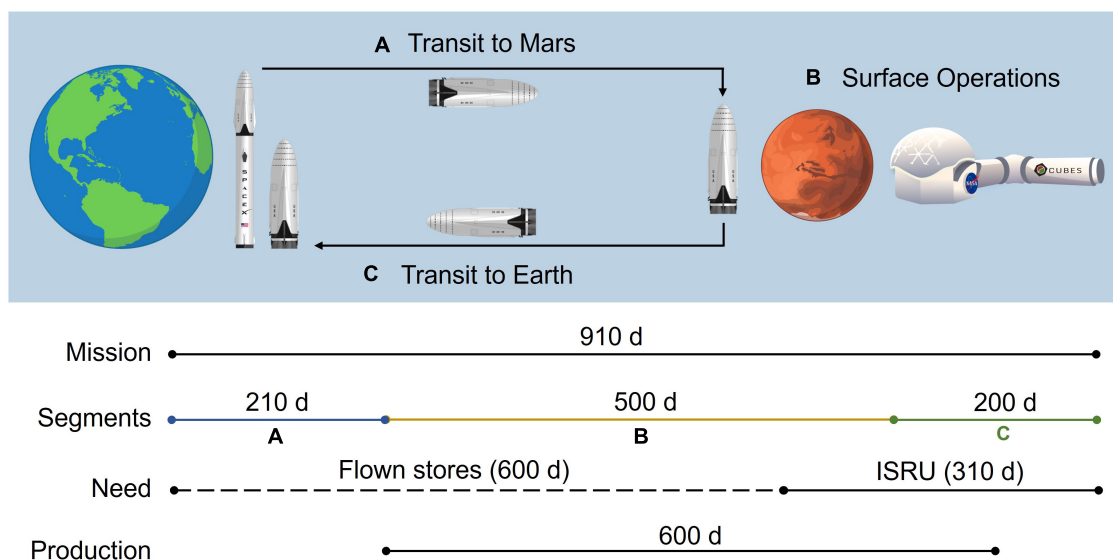 A Transit to Mars
B Surface Operations
SPACEX
NASA
CUBES
C Transit to Earth
Mission 910 d
Segments 210 d 500 d 200 d
A B C
Need Flown stores (600 d) ISRU (310 d)
Production 600 d